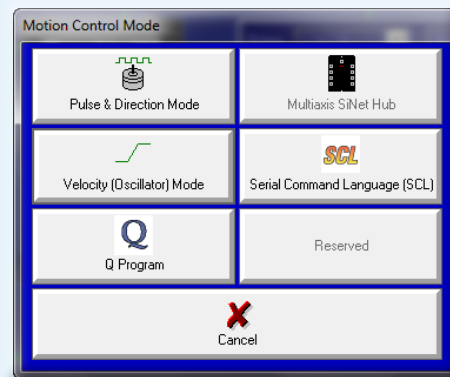 Motion Control Mode
Pulse & Direction Mode
Multiaxis SiNet Hub
Velocity (Oscillator) Mode
SCL
Serial Command Language (SCL)
Q
Q Program
Reserved
Cancel